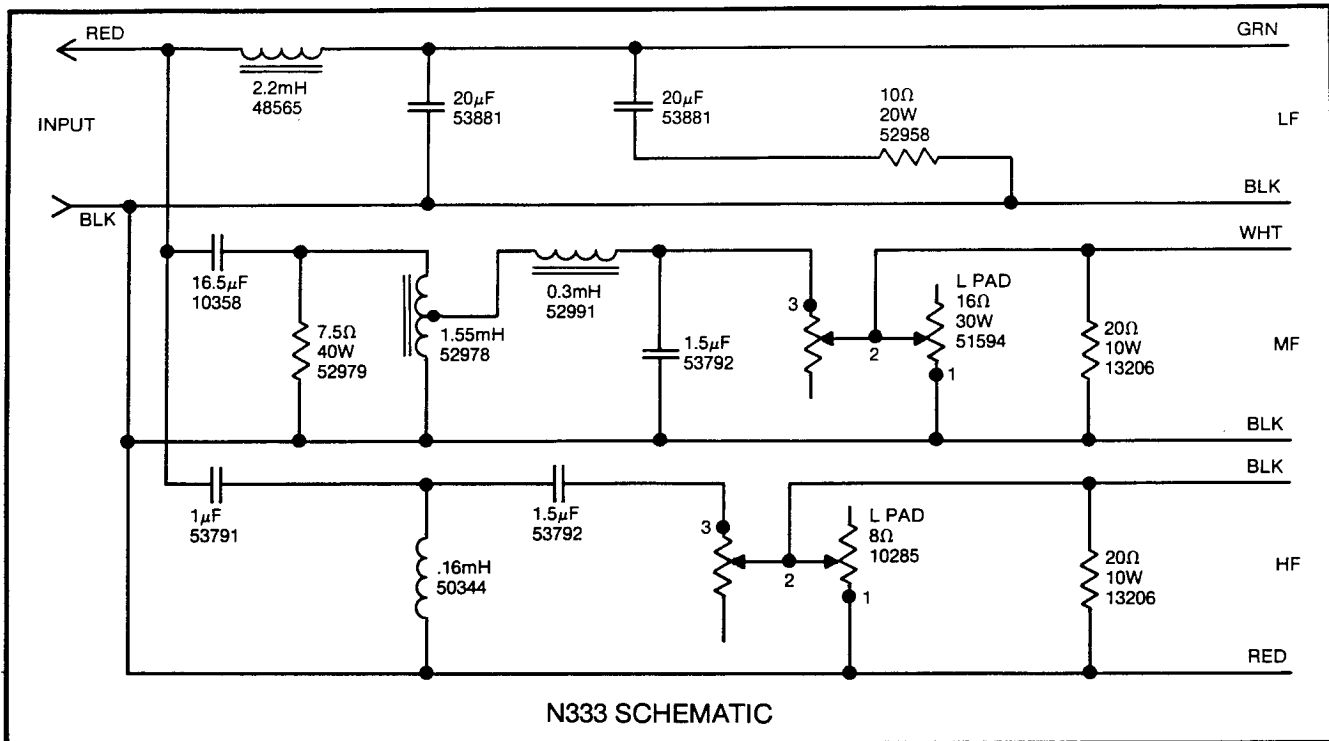 RED
GRN
2.2mH
48565
20μF
53881
20μF
53881
10Ω
20W
52958
INPUT
LF
BLK
BLK
WHT
16.5μF
10358
7.5Ω
40W
52979
1.55mH
52978
0.3mH
52991
1.5μF
53792
3
2
L PAD
16Ω
30W
51594
1
20Ω
10W
13206
MF
BLK
BLK
1μF
53791
.16mH
50344
1.5μF
53792
3
2
L PAD
8Ω
10285
1
20Ω
10W
13206
HF
RED
N333 SCHEMATIC